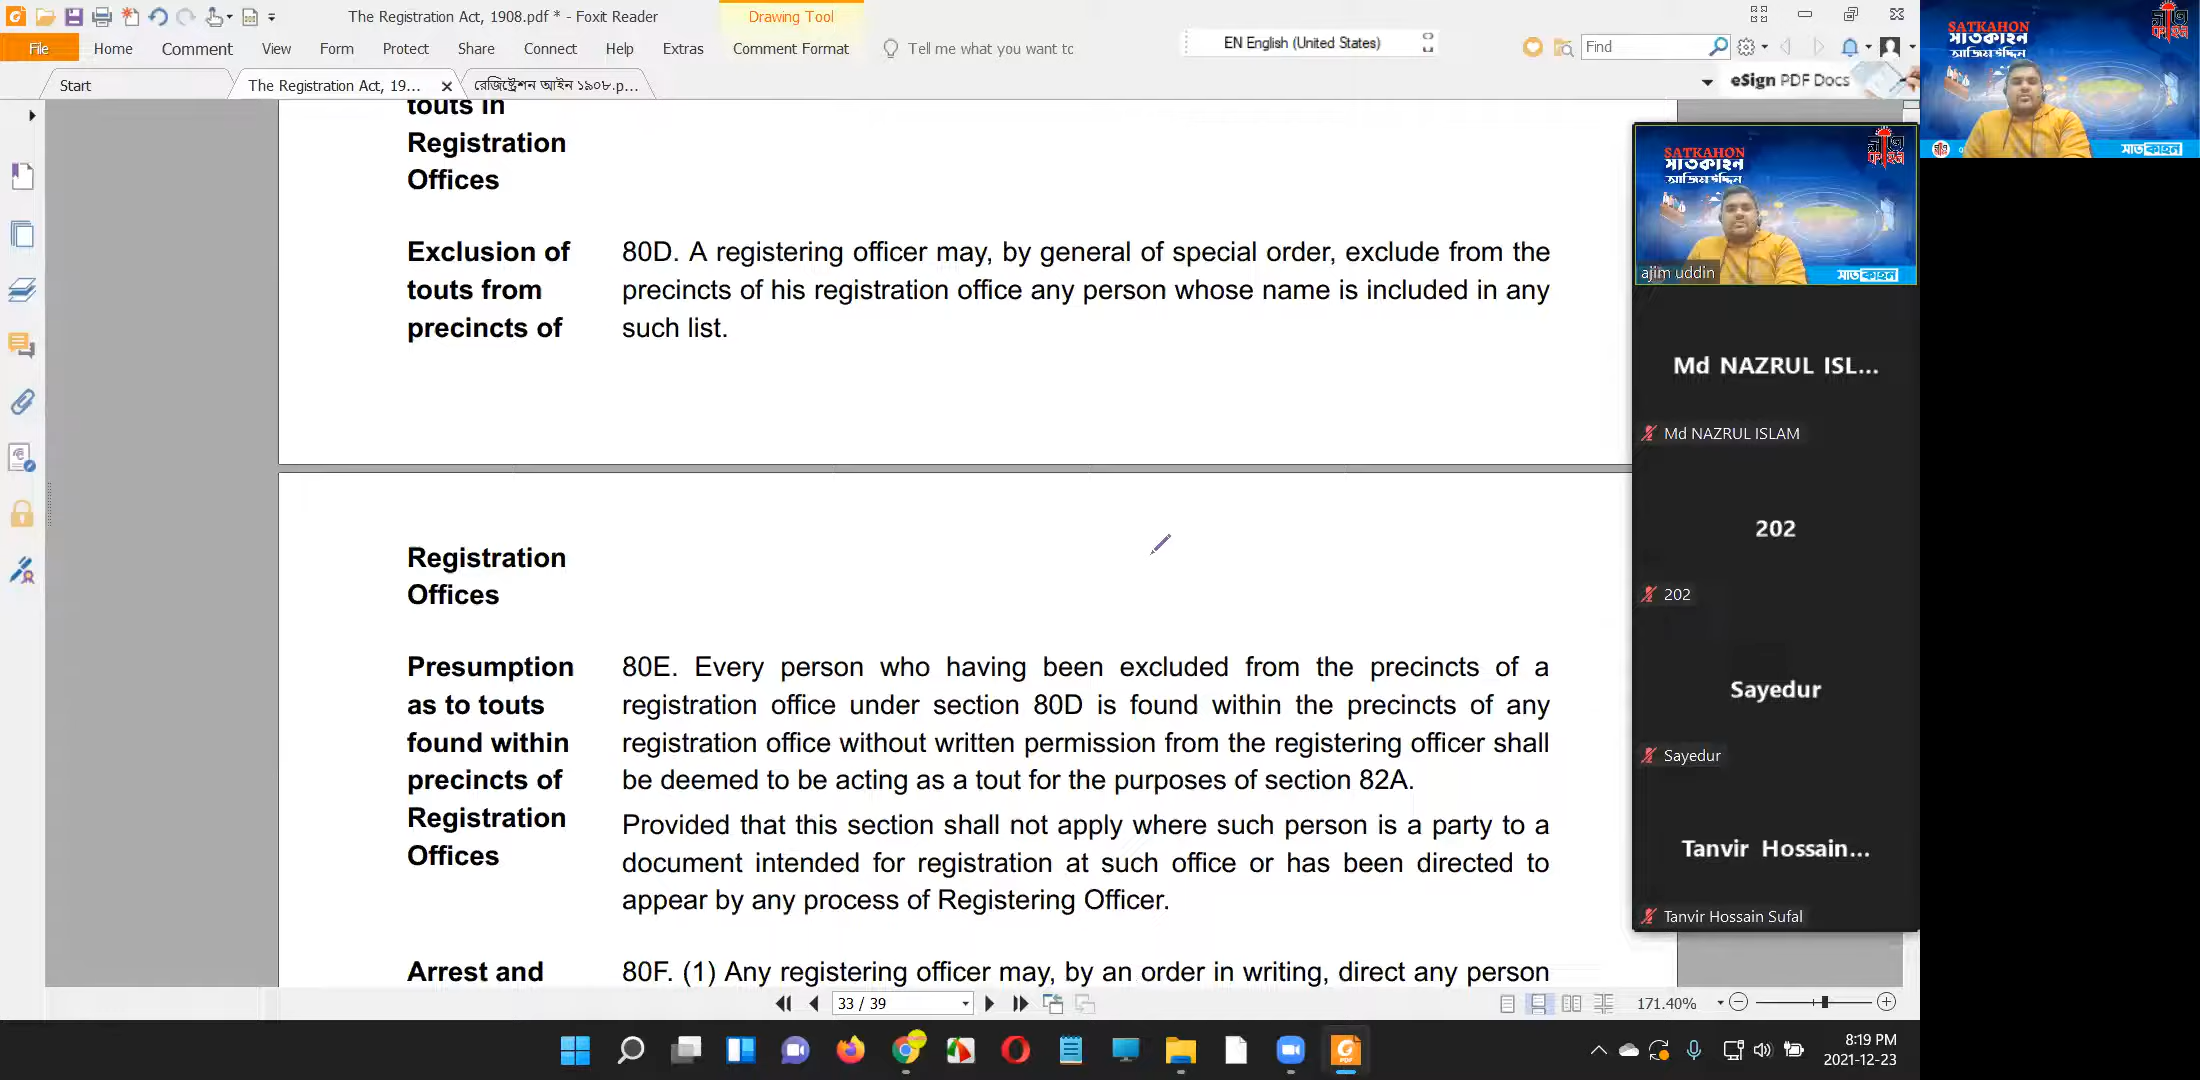 The Registration Act, 1908.pdf * - Foxit Reader
Drawing Tool
File Home Comment View Form Protect Share Connect Help Extras Comment Format Tell me what you want tc
EN English (United States)
Find
Start
The Registration Act, 19...
রেজিষ্ট্রেশন আইন ১৯০৮.p...
eSign PDF Docs
touts in
Registration
Offices
Exclusion of
touts from
precincts of
80D. A registering officer may, by general of special order, exclude from the
precincts of his registration office any person whose name is included in any
such list.
Registration
Offices
Presumption
as to touts
found within
precincts of
Registration
Offices
80E. Every person who having been excluded from the precincts of a
registration office under section 80D is found within the precincts of any
registration office without written permission from the registering officer shall
be deemed to be acting as a tout for the purposes of section 82A.
Provided that this section shall not apply where such person is a party to a
document intended for registration at such office or has been directed to
appear by any process of Registering Officer.
Arrest and
80F. (1) Any registering officer may, by an order in writing, direct any person
SATKAHON
সাতকাহন
আজিমউদ্দিন
সাতকাহন
ajim uddin
Md NAZRUL ISL...
Md NAZRUL ISLAM
202
202
Sayedur
Sayedur
Tanvir Hossain...
Tanvir Hossain Sufal
SATKAHON
সাতকাহন
আজিমউদ্দিন
সাতকাহন
33 / 39
171.40%
8:19 PM
2021-12-23